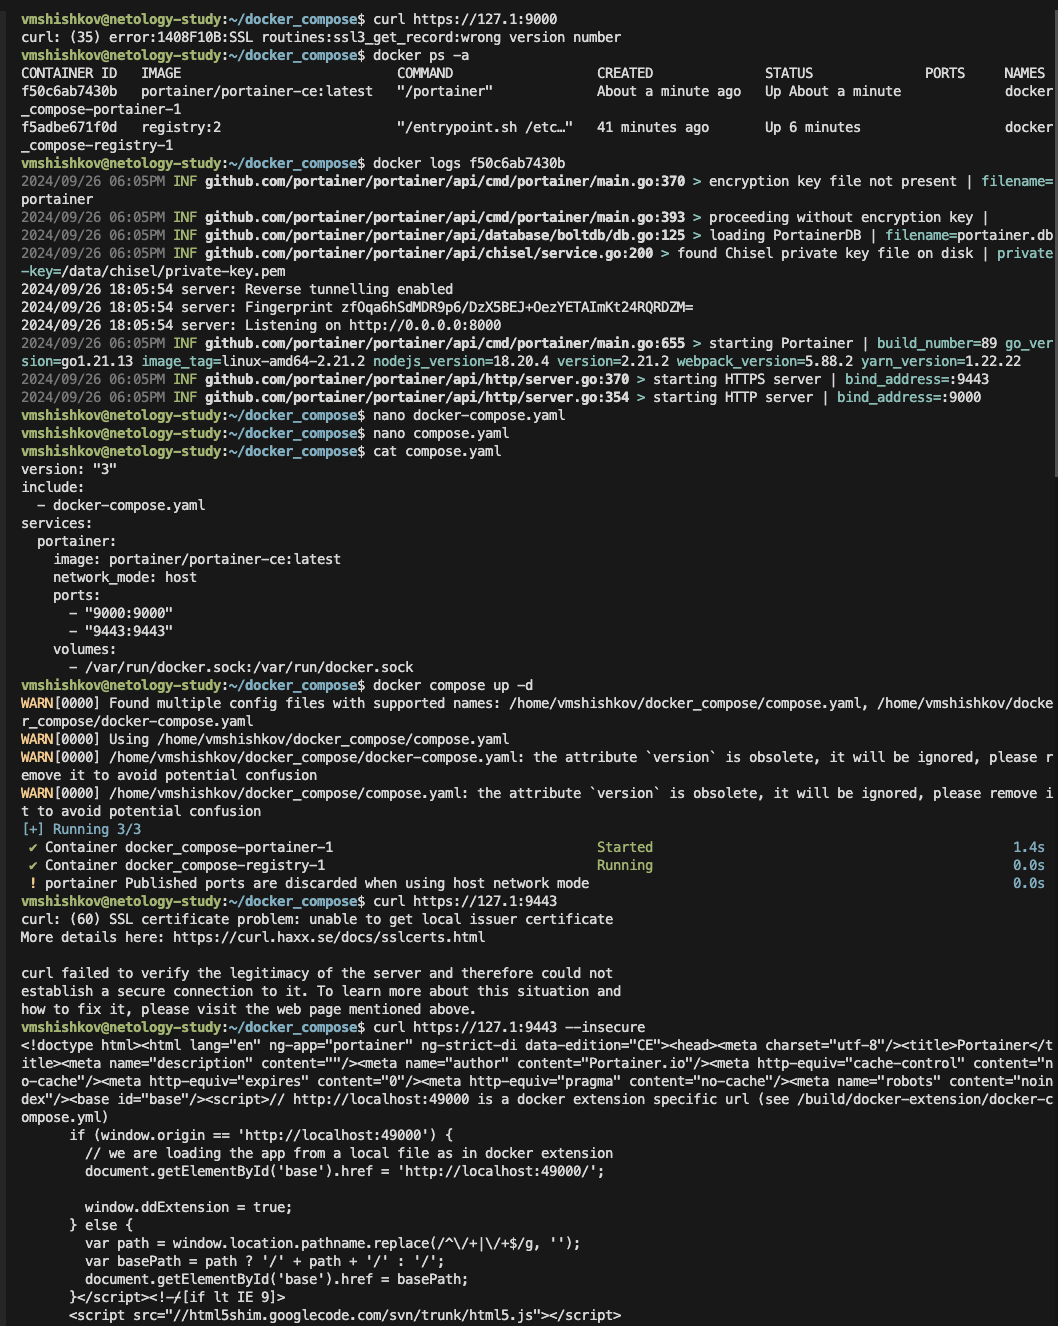 vmshishkov@netology-study:~/docker_compose$ curl https://127.1:9000
curl: (35) error:1408F10B:SSL routines:ssl3_get_record:wrong version number
vmshishkov@netology-study:~/docker_compose$ docker ps -a
CONTAINER ID   IMAGE                           COMMAND                  CREATED              STATUS              PORTS     NAMES
f50c6ab7430b   portainer/portainer-ce:latest   "/portainer"             About a minute ago   Up About a minute             docker
_compose-portainer-1
f5adbe671f0d   registry:2                      "/entrypoint.sh /etc…"   41 minutes ago       Up 6 minutes                  docker
_compose-registry-1
vmshishkov@netology-study:~/docker_compose$ docker logs f50c6ab7430b
2024/09/26 06:05PM INF github.com/portainer/portainer/api/cmd/portainer/main.go:370 > encryption key file not present | filename=
portainer
2024/09/26 06:05PM INF github.com/portainer/portainer/api/cmd/portainer/main.go:393 > proceeding without encryption key |
2024/09/26 06:05PM INF github.com/portainer/portainer/api/database/boltdb/db.go:125 > loading PortainerDB | filename=portainer.db
2024/09/26 06:05PM INF github.com/portainer/portainer/api/chisel/service.go:200 > found Chisel private key file on disk | private
-key=/data/chisel/private-key.pem
2024/09/26 18:05:54 server: Reverse tunnelling enabled
2024/09/26 18:05:54 server: Fingerprint zfOqa6hSdMDR9p6/DzX5BEJ+OezYETAImKt24RQRDZM=
2024/09/26 18:05:54 server: Listening on http://0.0.0.0:8000
2024/09/26 06:05PM INF github.com/portainer/portainer/api/cmd/portainer/main.go:655 > starting Portainer | build_number=89 go_ver
sion=go1.21.13 image_tag=linux-amd64-2.21.2 nodejs_version=18.20.4 version=2.21.2 webpack_version=5.88.2 yarn_version=1.22.22
2024/09/26 06:05PM INF github.com/portainer/portainer/api/http/server.go:370 > starting HTTPS server | bind_address=:9443
2024/09/26 06:05PM INF github.com/portainer/portainer/api/http/server.go:354 > starting HTTP server | bind_address=:9000
vmshishkov@netology-study:~/docker_compose$ nano docker-compose.yaml
vmshishkov@netology-study:~/docker_compose$ nano compose.yaml
vmshishkov@netology-study:~/docker_compose$ cat compose.yaml
version: "3"
include:
  - docker-compose.yaml
services:
  portainer:
    image: portainer/portainer-ce:latest
    network_mode: host
    ports:
      - "9000:9000"
      - "9443:9443"
    volumes:
      - /var/run/docker.sock:/var/run/docker.sock
vmshishkov@netology-study:~/docker_compose$ docker compose up -d
WARN[0000] Found multiple config files with supported names: /home/vmshishkov/docker_compose/compose.yaml, /home/vmshishkov/docke
r_compose/docker-compose.yaml
WARN[0000] Using /home/vmshishkov/docker_compose/compose.yaml
WARN[0000] /home/vmshishkov/docker_compose/docker-compose.yaml: the attribute `version` is obsolete, it will be ignored, please r
emove it to avoid potential confusion
WARN[0000] /home/vmshishkov/docker_compose/compose.yaml: the attribute `version` is obsolete, it will be ignored, please remove i
t to avoid potential confusion
[+] Running 3/3
 ✔ Container docker_compose-portainer-1                                 Started                                             1.4s
 ✔ Container docker_compose-registry-1                                  Running                                             0.0s
 ! portainer Published ports are discarded when using host network mode                                                     0.0s
vmshishkov@netology-study:~/docker_compose$ curl https://127.1:9443
curl: (60) SSL certificate problem: unable to get local issuer certificate
More details here: https://curl.haxx.se/docs/sslcerts.html

curl failed to verify the legitimacy of the server and therefore could not
establish a secure connection to it. To learn more about this situation and
how to fix it, please visit the web page mentioned above.
vmshishkov@netology-study:~/docker_compose$ curl https://127.1:9443 --insecure
<!doctype html><html lang="en" ng-app="portainer" ng-strict-di data-edition="CE"><head><meta charset="utf-8"/><title>Portainer</t
itle><meta name="description" content=""/><meta name="author" content="Portainer.io"/><meta http-equiv="cache-control" content="n
o-cache"/><meta http-equiv="expires" content="0"/><meta http-equiv="pragma" content="no-cache"/><meta name="robots" content="noin
dex"/><base id="base"/><script>// http://localhost:49000 is a docker extension specific url (see /build/docker-extension/docker-c
ompose.yml)
      if (window.origin == 'http://localhost:49000') {
        // we are loading the app from a local file as in docker extension
        document.getElementById('base').href = 'http://localhost:49000/';

        window.ddExtension = true;
      } else {
        var path = window.location.pathname.replace(/^\/+|\/+$/g, '');
        var basePath = path ? '/' + path + '/' : '/';
        document.getElementById('base').href = basePath;
      }</script><!--[if lt IE 9]>
      <script src="//html5shim.googlecode.com/svn/trunk/html5.js"></script>